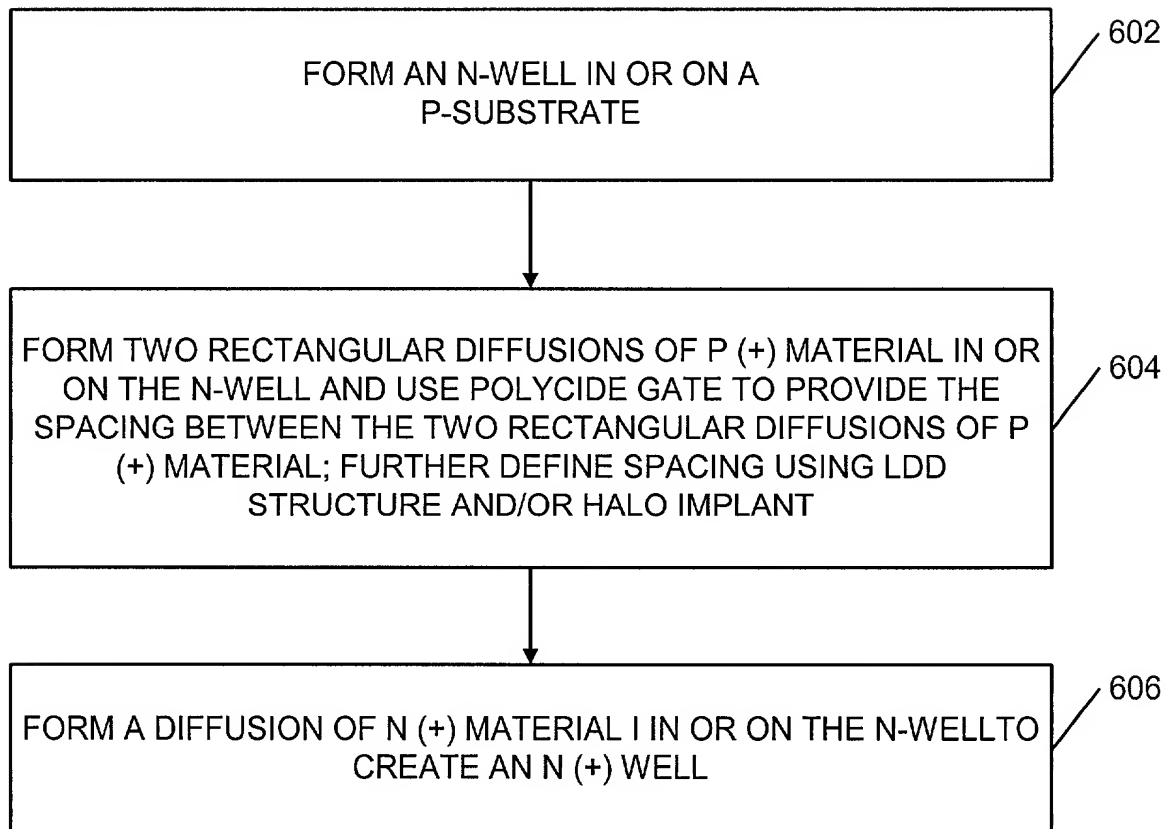 602
FORM AN N-WELL IN OR ON A
P-SUBSTRATE
604
FORM TWO RECTANGULAR DIFFUSIONS OF P (+) MATERIAL IN OR
ON THE N-WELL AND USE POLYCIDE GATE TO PROVIDE THE
SPACING BETWEEN THE TWO RECTANGULAR DIFFUSIONS OF P
(+) MATERIAL; FURTHER DEFINE SPACING USING LDD
STRUCTURE AND/OR HALO IMPLANT
606
FORM A DIFFUSION OF N (+) MATERIAL I IN OR ON THE N-WELLTO
CREATE AN N (+) WELL